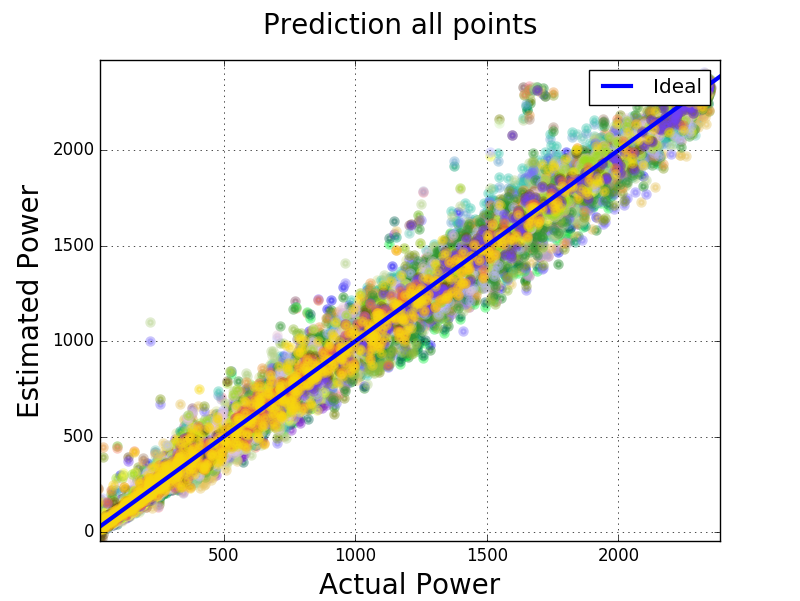 Prediction all points
Ideal
Estimated Power
2000
1500
1000
500
0
500 1000 1500 2000
Actual Power